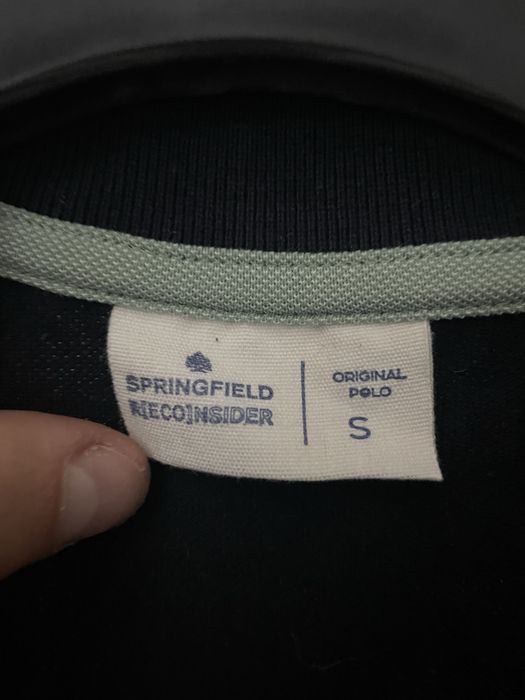 SPRINGFIELD
R[ECO]NSIDER
ORIGINAL
POLO
S